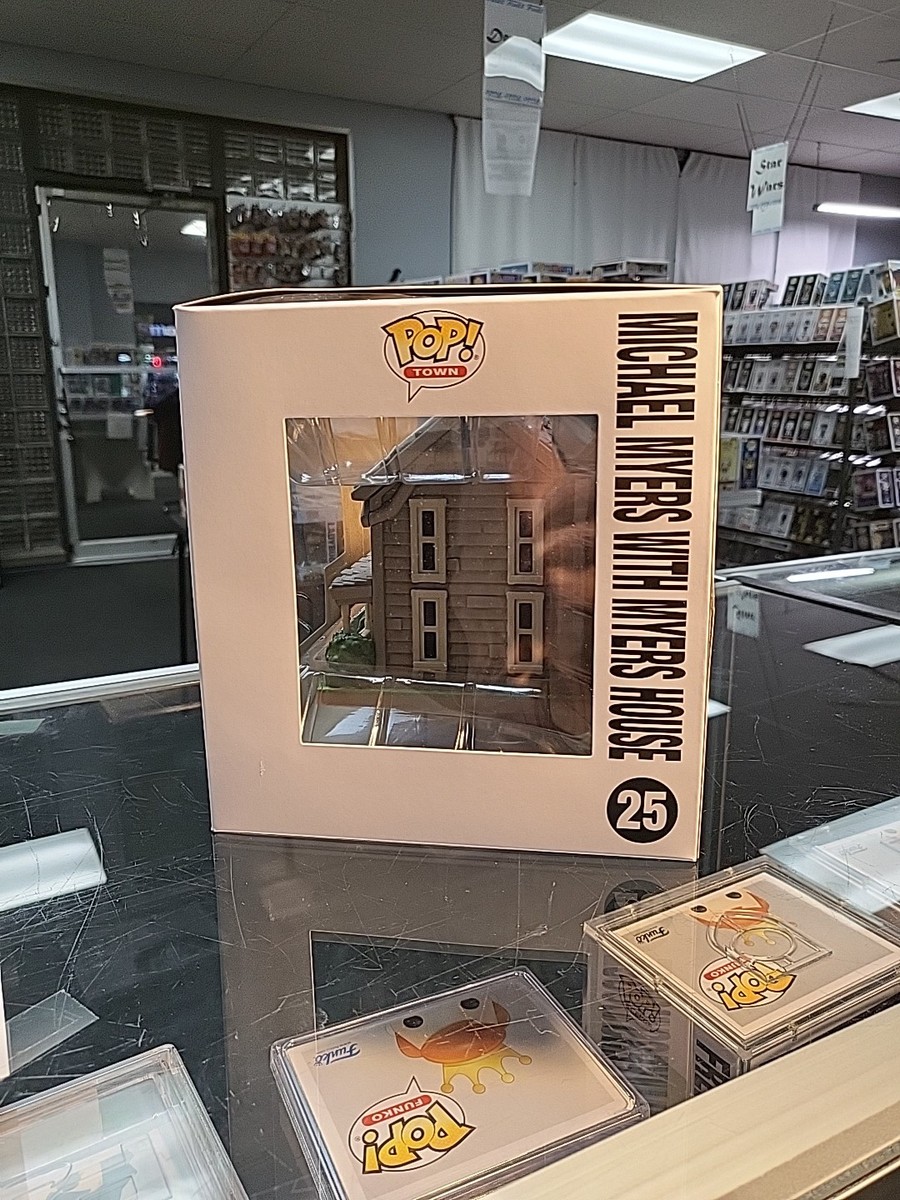 Star
Wars
POP!
TOWN
MICHAEL MYERS WITH MYERS HOUSE
25
Funko
POP!
FUNKO
Funko
POP!
FUNKO